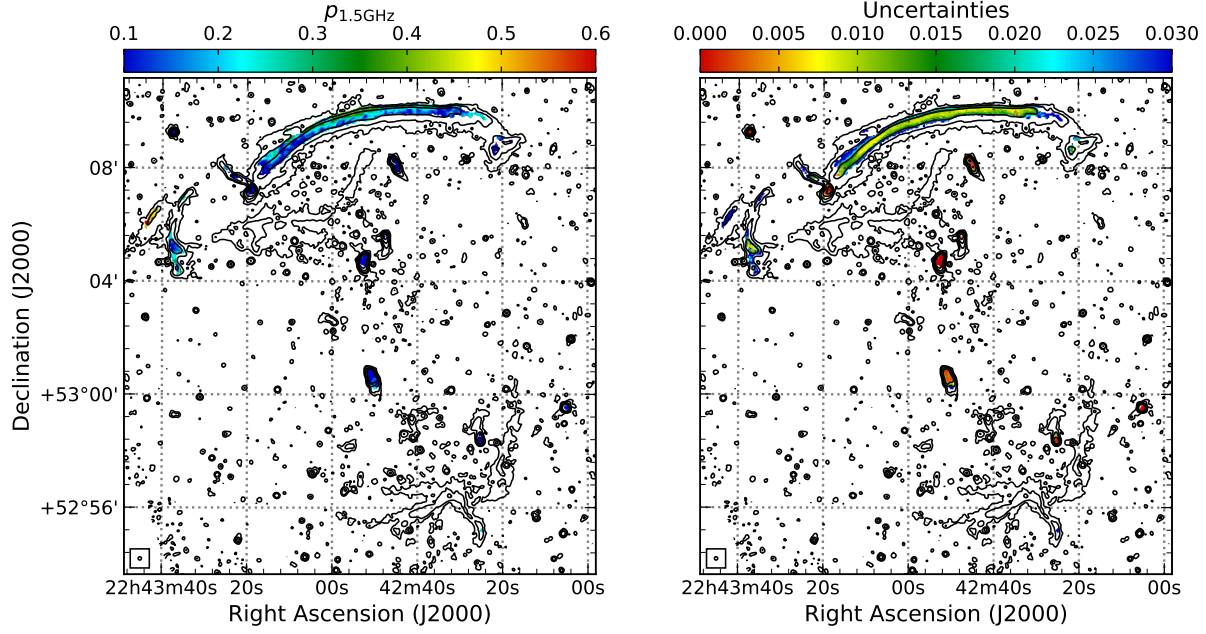 p1.5GHz
0.1 0.2 0.3 0.4 0.5 0.6
Declination (J2000)
08'
04'
+53°00'
+52°56'
22h43m40s 20s 00s 42m40s 20s 00s
Right Ascension (J2000)
Uncertainties
0.000 0.005 0.010 0.015 0.020 0.025 0.030
22h43m40s 20s 00s 42m40s 20s 00s
Right Ascension (J2000)